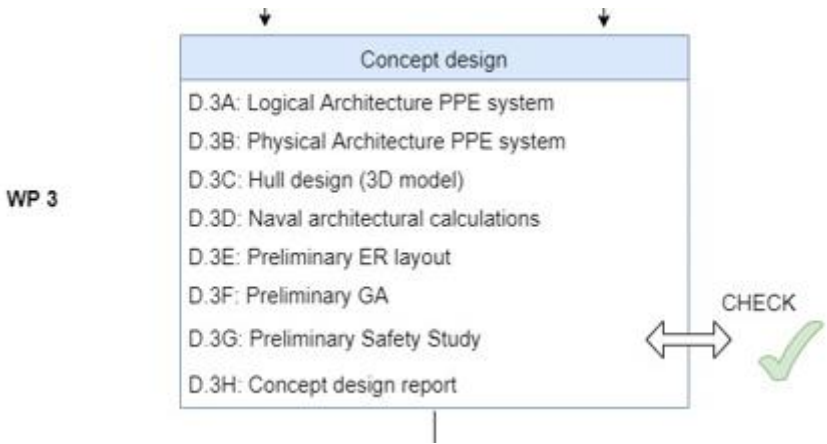 Concept design
D.3A: Logical Architecture PPE system
D.3B: Physical Architecture PPE system
D.3C: Hull design (3D model)
WP 3
D.3D: Naval architectural calculations
D.3E: Preliminary ER layout
D.3F: Preliminary GA
CHECK
D.3G: Preliminary Safety Study
D.3H: Concept design report